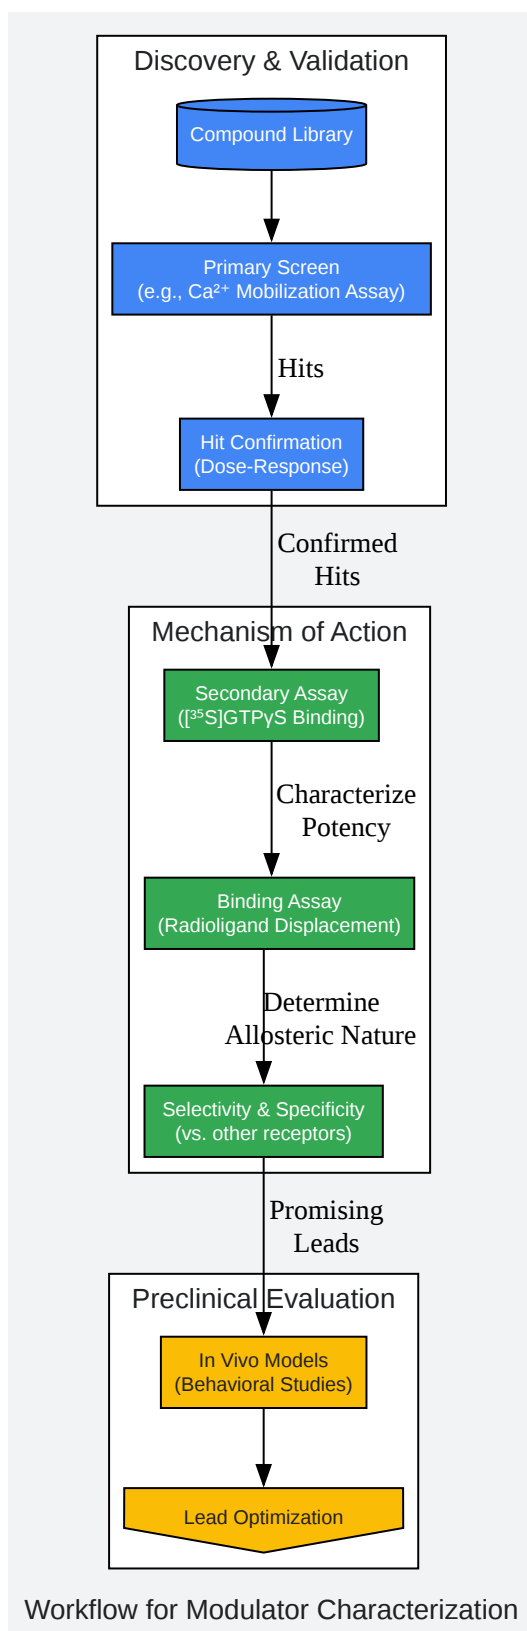 Discovery & Validation
Compound Library
Primary Screen
(e.g., Ca²⁺ Mobilization Assay)
Hits
Hit Confirmation
(Dose-Response)
Confirmed
Hits
Mechanism of Action
Secondary Assay
([³⁵S]GTPγS Binding)
Characterize
Potency
Binding Assay
(Radioligand Displacement)
Determine
Allosteric Nature
Selectivity & Specificity
(vs. other receptors)
Promising
Leads
Preclinical Evaluation
In Vivo Models
(Behavioral Studies)
Lead Optimization
Workflow for Modulator Characterization